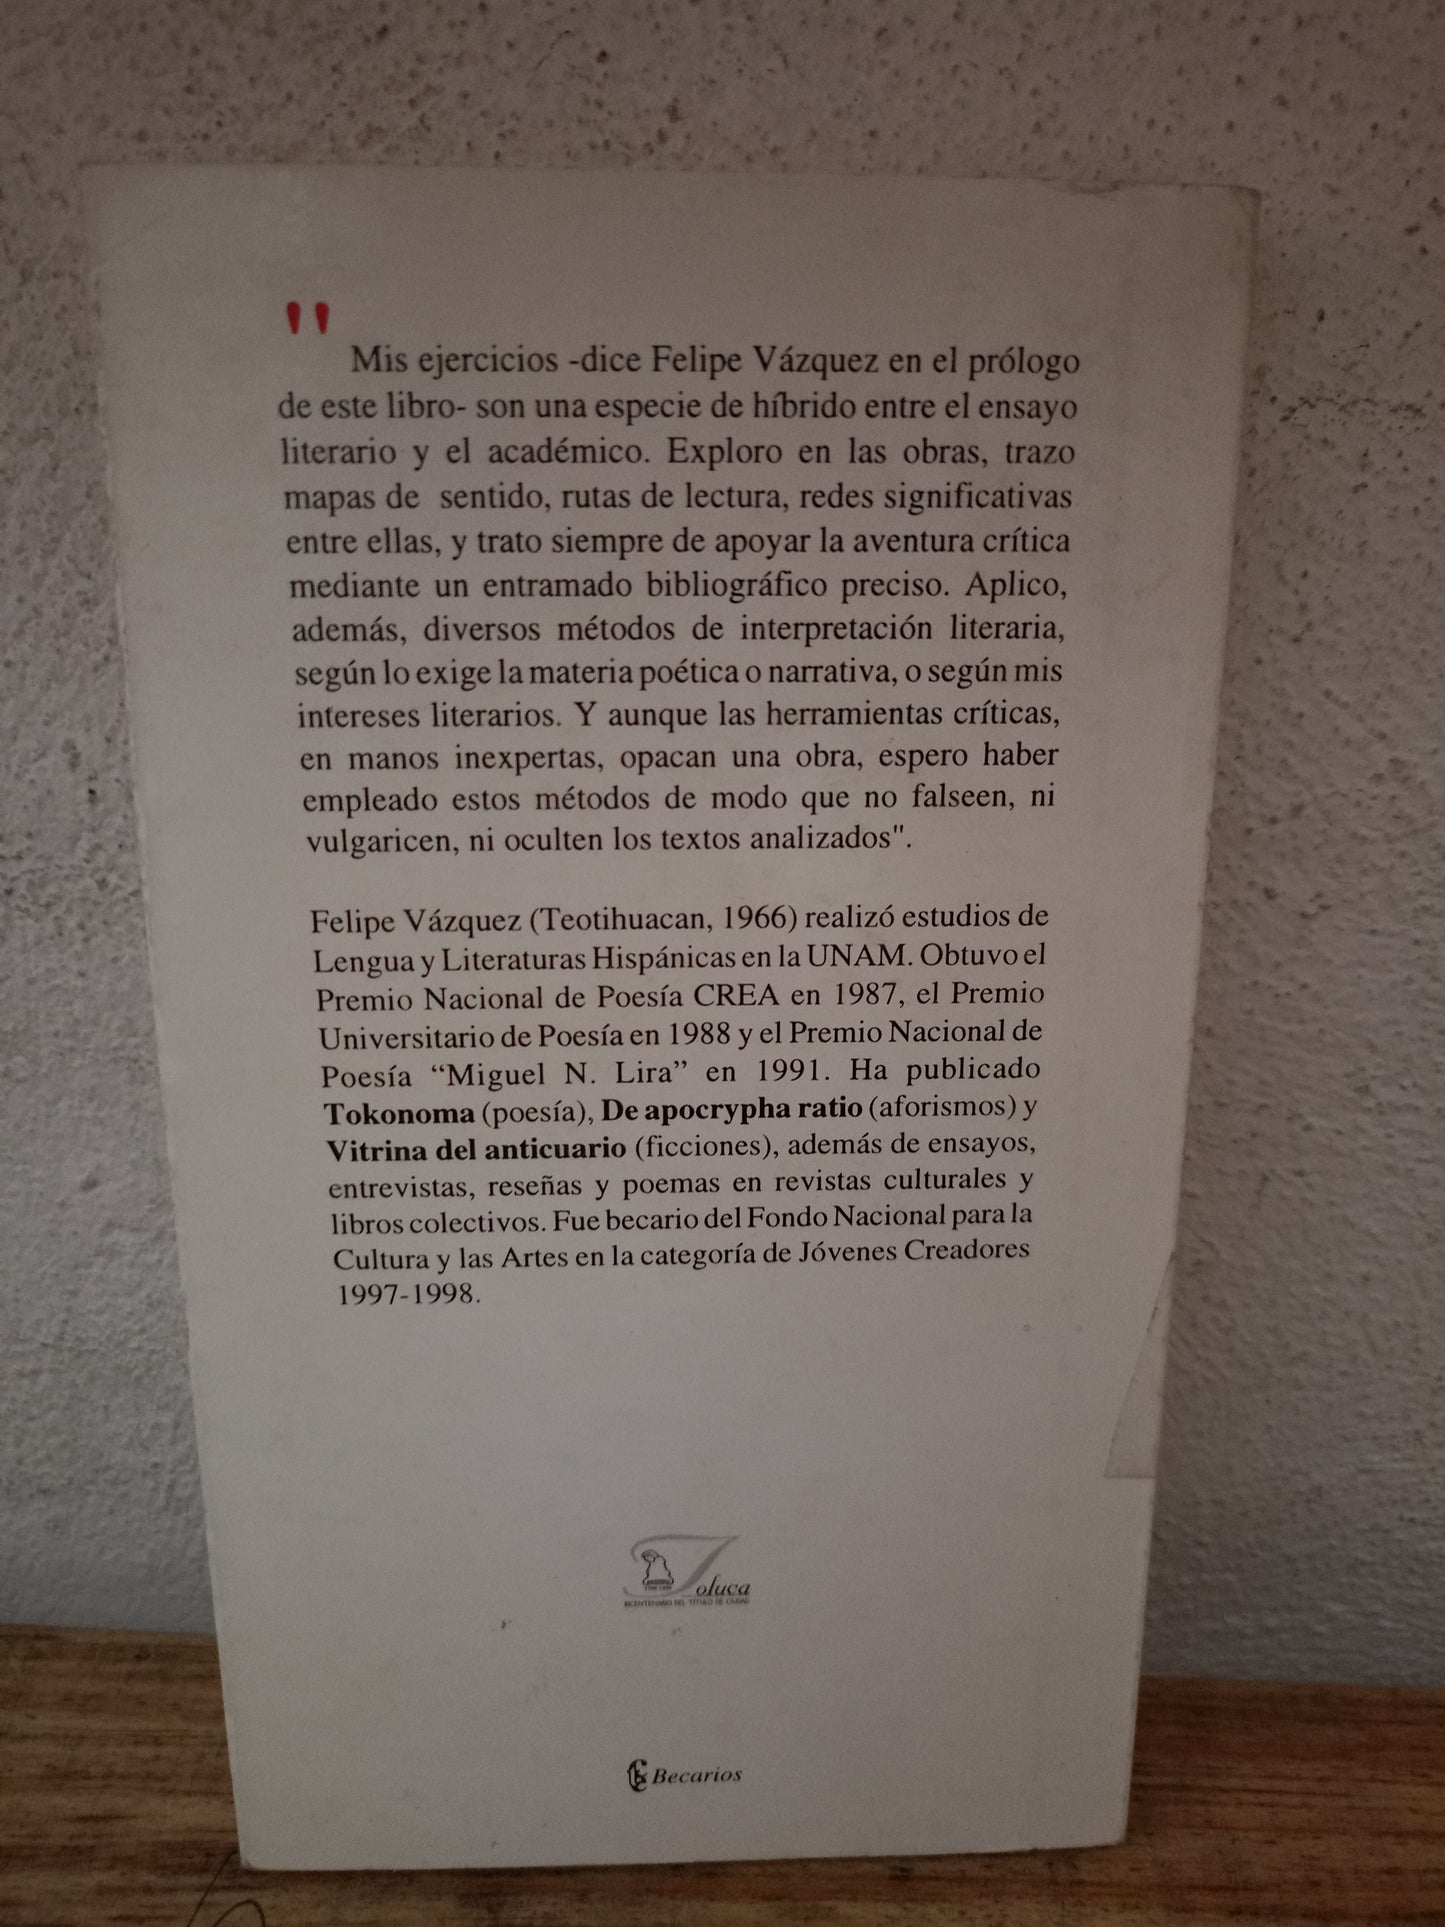 "
Mis ejercicios -dice Felipe Vázquez en el prólogo
de este libro- son una especie de híbrido entre el ensayo
literario y el académico. Exploro en las obras, trazo
mapas de sentido, rutas de lectura, redes significativas
entre ellas, y trato siempre de apoyar la aventura crítica
mediante un entramado bibliográfico preciso. Aplico,
además, diversos métodos de interpretación literaria,
según lo exige la materia poética o narrativa, o según mis
intereses literarios. Y aunque las herramientas críticas,
en manos inexpertas, opacan una obra, espero haber
empleado estos métodos de modo que no falseen, ni
vulgaricen, ni oculten los textos analizados".
Felipe Vázquez (Teotihuacan, 1966) realizó estudios de
Lengua y Literaturas Hispánicas en la UNAM. Obtuvo el
Premio Nacional de Poesía CREA en 1987, el Premio
Universitario de Poesía en 1988 y el Premio Nacional de
Poesía “Miguel N. Lira” en 1991. Ha publicado
Tokonoma (poesía), De apocrypha ratio (aforismos) y
Vitrina del anticuario (ficciones), además de ensayos,
entrevistas, reseñas y poemas en revistas culturales y
libros colectivos. Fue becario del Fondo Nacional para la
Cultura y las Artes en la categoría de Jóvenes Creadores
1997-1998.
Toluca
BICENTENARIO DEL TÍTULO DE CIUDAD
Becarios